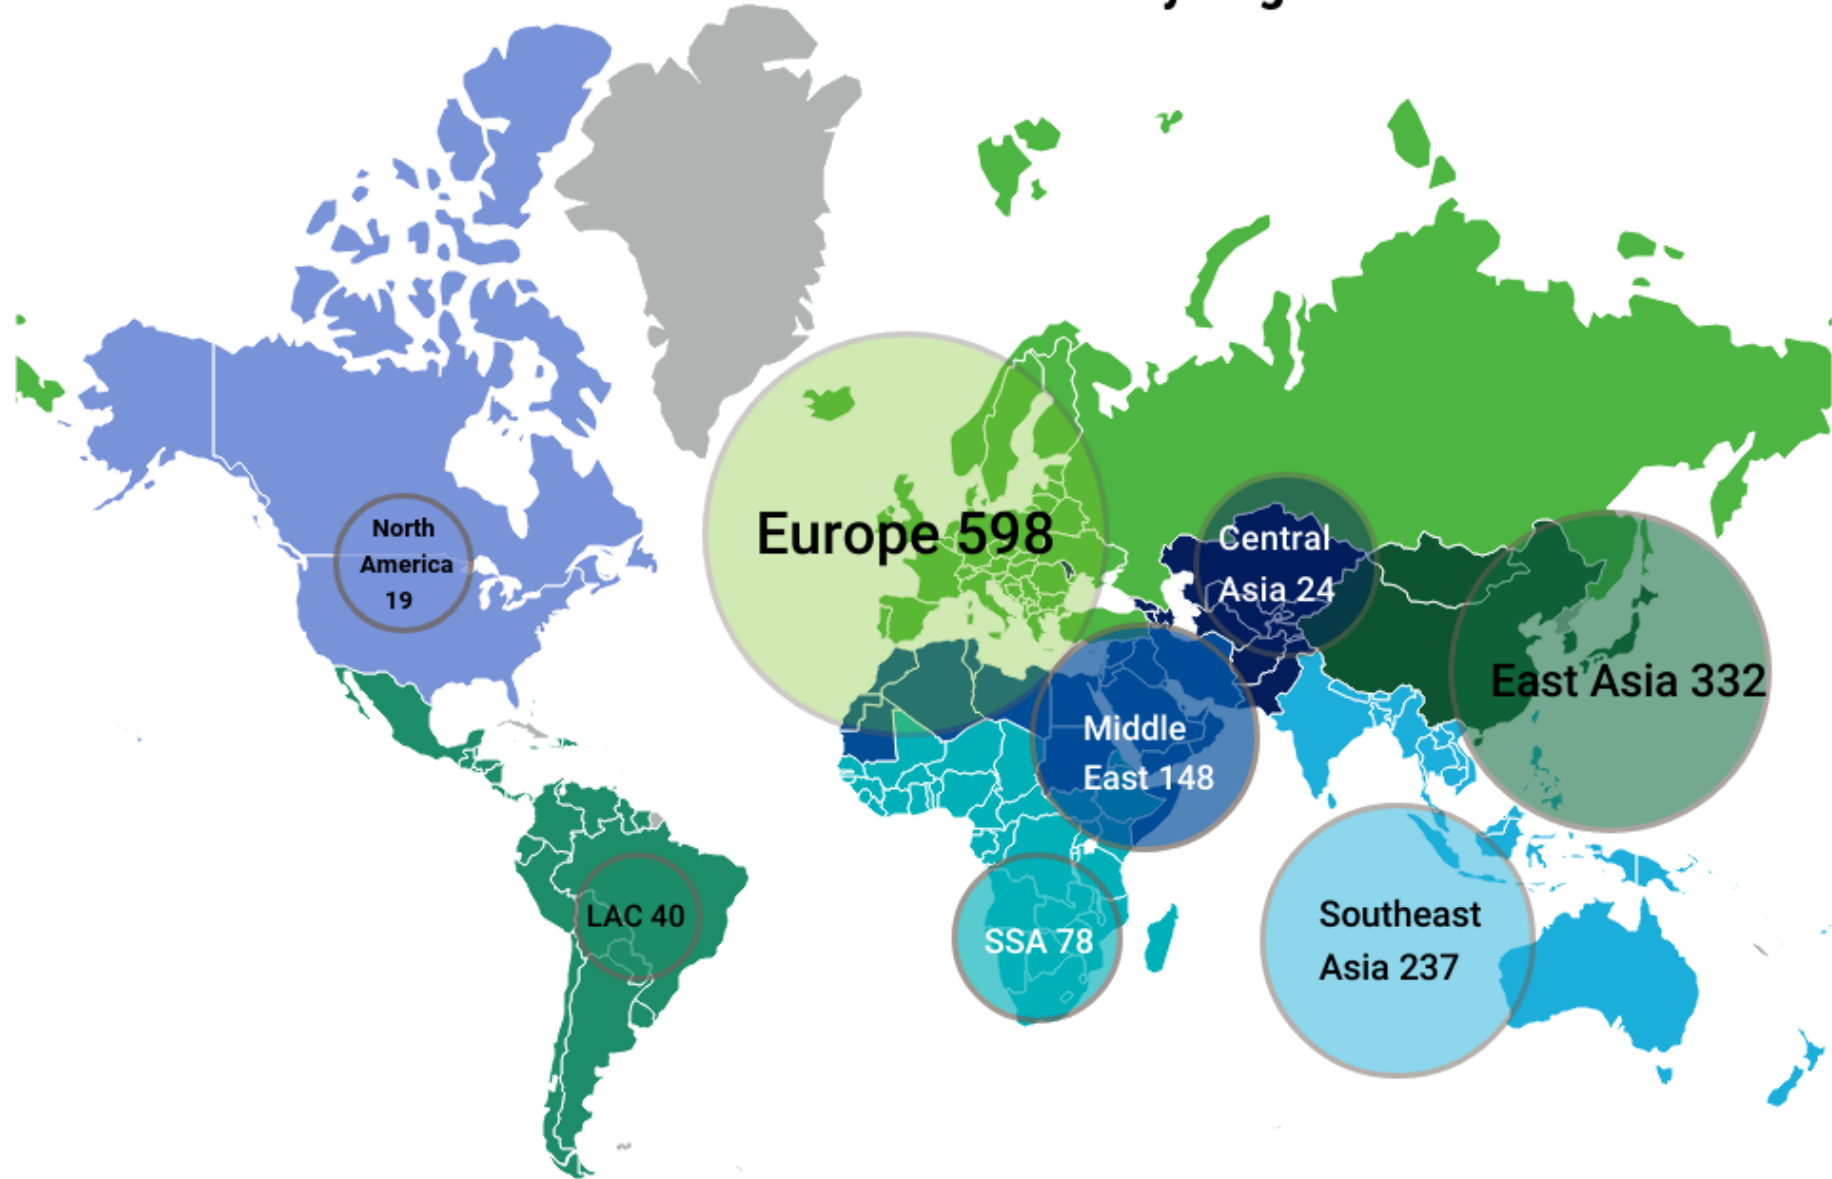 Europe 598
North
America
19
Central
Asia 24
East Asia 332
Middle
East 148
LAC 40
SSA 78
Southeast
Asia 237